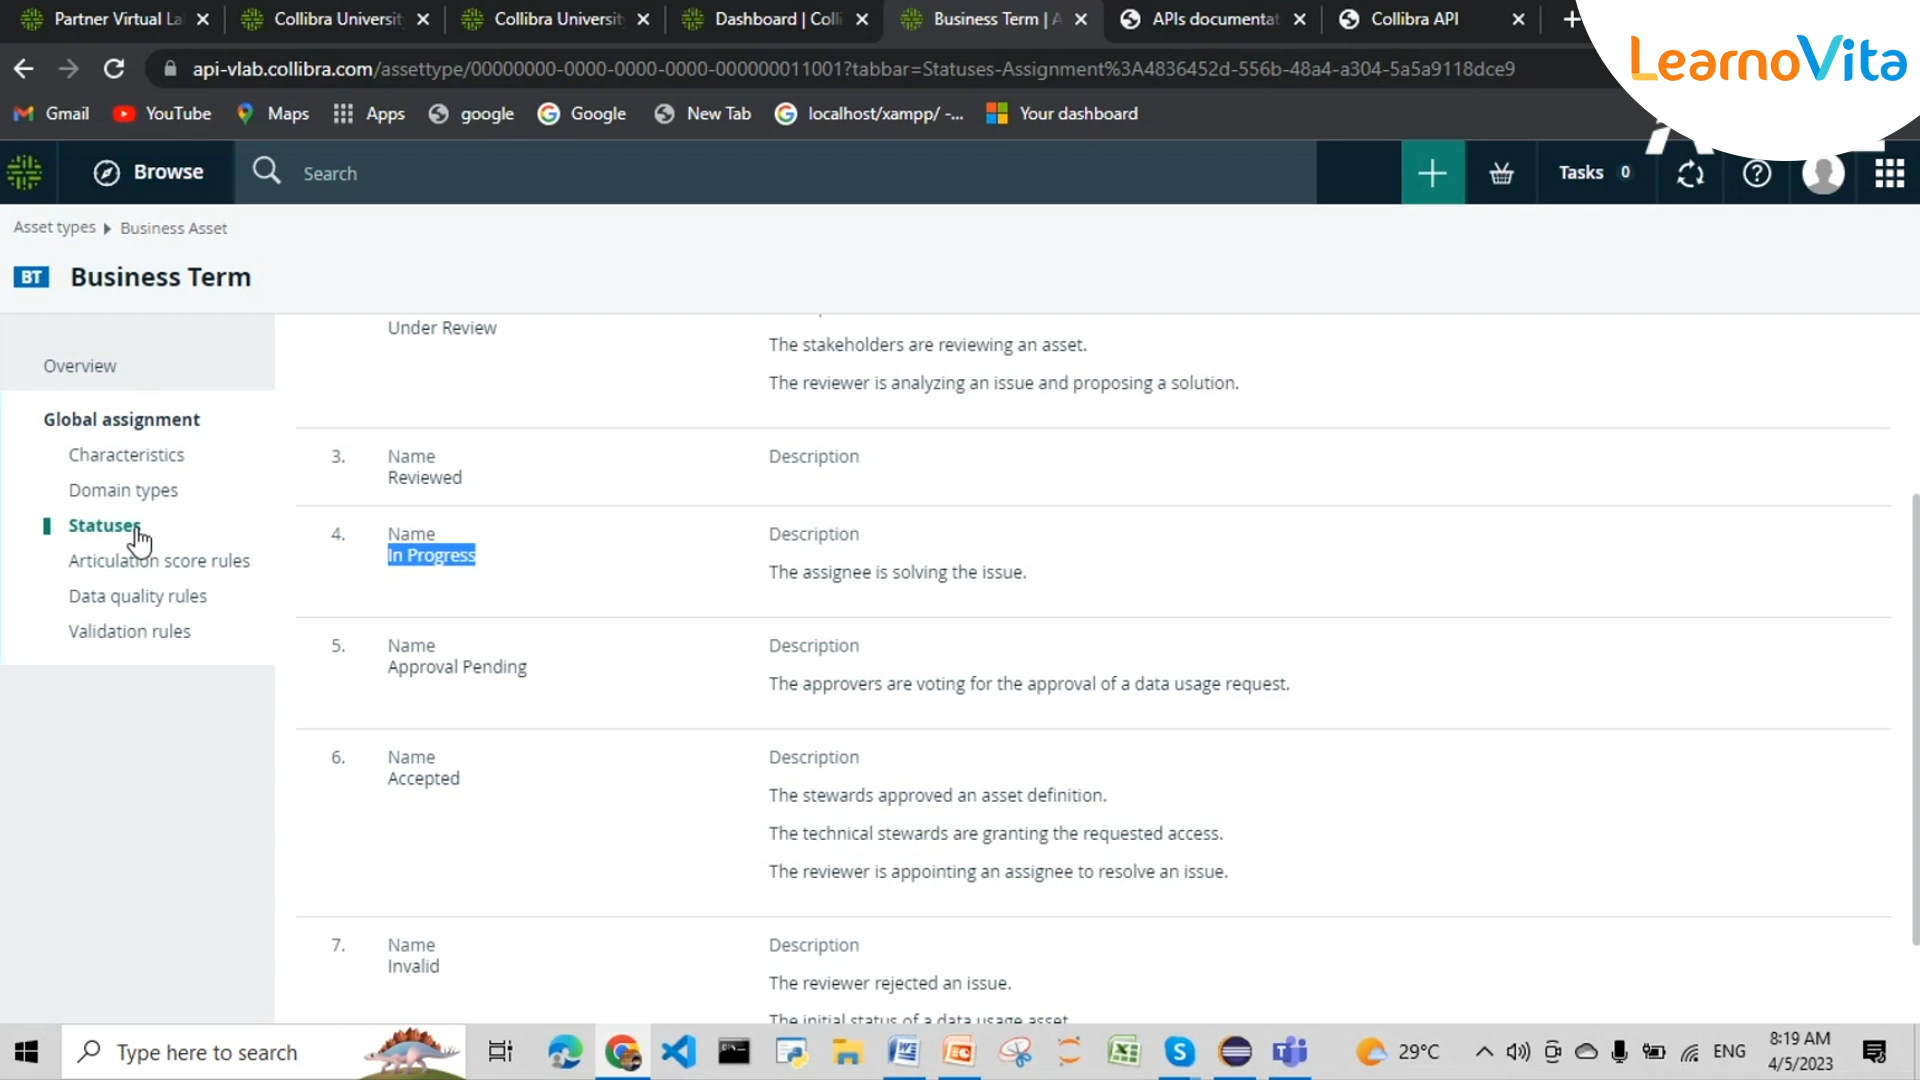 Partner Virtual La
Collibra Universit
Collibra Universit
Dashboard | Colli
Business Term | A
APIs documentat
Collibra API
LearnoVita
api-vlab.collibra.com/assettype/00000000-0000-0000-0000-000000011001?tabbar=Statuses-Assignment%3A4836452d-556b-48a4-a304-5a5a9118dce9
Gmail
YouTube
Maps
Apps
google
Google
New Tab
localhost/xampp/ -...
Your dashboard
Browse
Search
Tasks 0
Asset types
Business Asset
BT Business Term
Overview
Global assignment
Characteristics
Domain types
Statuses
Articulation score rules
Data quality rules
Validation rules
Under Review
The stakeholders are reviewing an asset.
The reviewer is analyzing an issue and proposing a solution.
3. Name Description
Reviewed
4. Name Description
In Progress
The assignee is solving the issue.
5. Name Description
Approval Pending
The approvers are voting for the approval of a data usage request.
6. Name Description
Accepted
The stewards approved an asset definition.
The technical stewards are granting the requested access.
The reviewer is appointing an assignee to resolve an issue.
7. Name Description
Invalid
The reviewer rejected an issue.
The initial status of a data usage asset
Type here to search
29°C
ENG
8:19 AM
4/5/2023